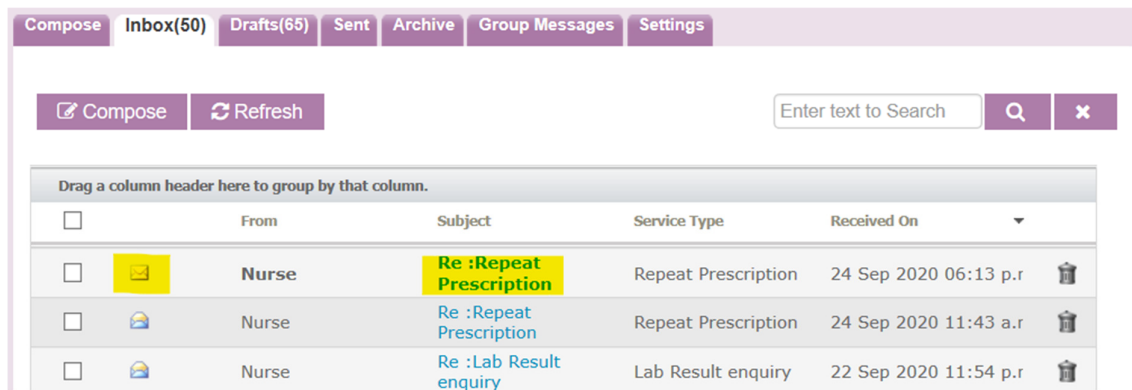 Compose Inbox(50) Drafts(65) Sent Archive Group Messages Settings
Compose Refresh Enter text to Search
Drag a column header here to group by that column.
From Subject Service Type Received On
Nurse Re :Repeat Prescription Repeat Prescription 24 Sep 2020 06:13 p.r
Nurse Re :Repeat Prescription Repeat Prescription 24 Sep 2020 11:43 a.r
Nurse Re :Lab Result enquiry Lab Result enquiry 22 Sep 2020 11:54 p.r